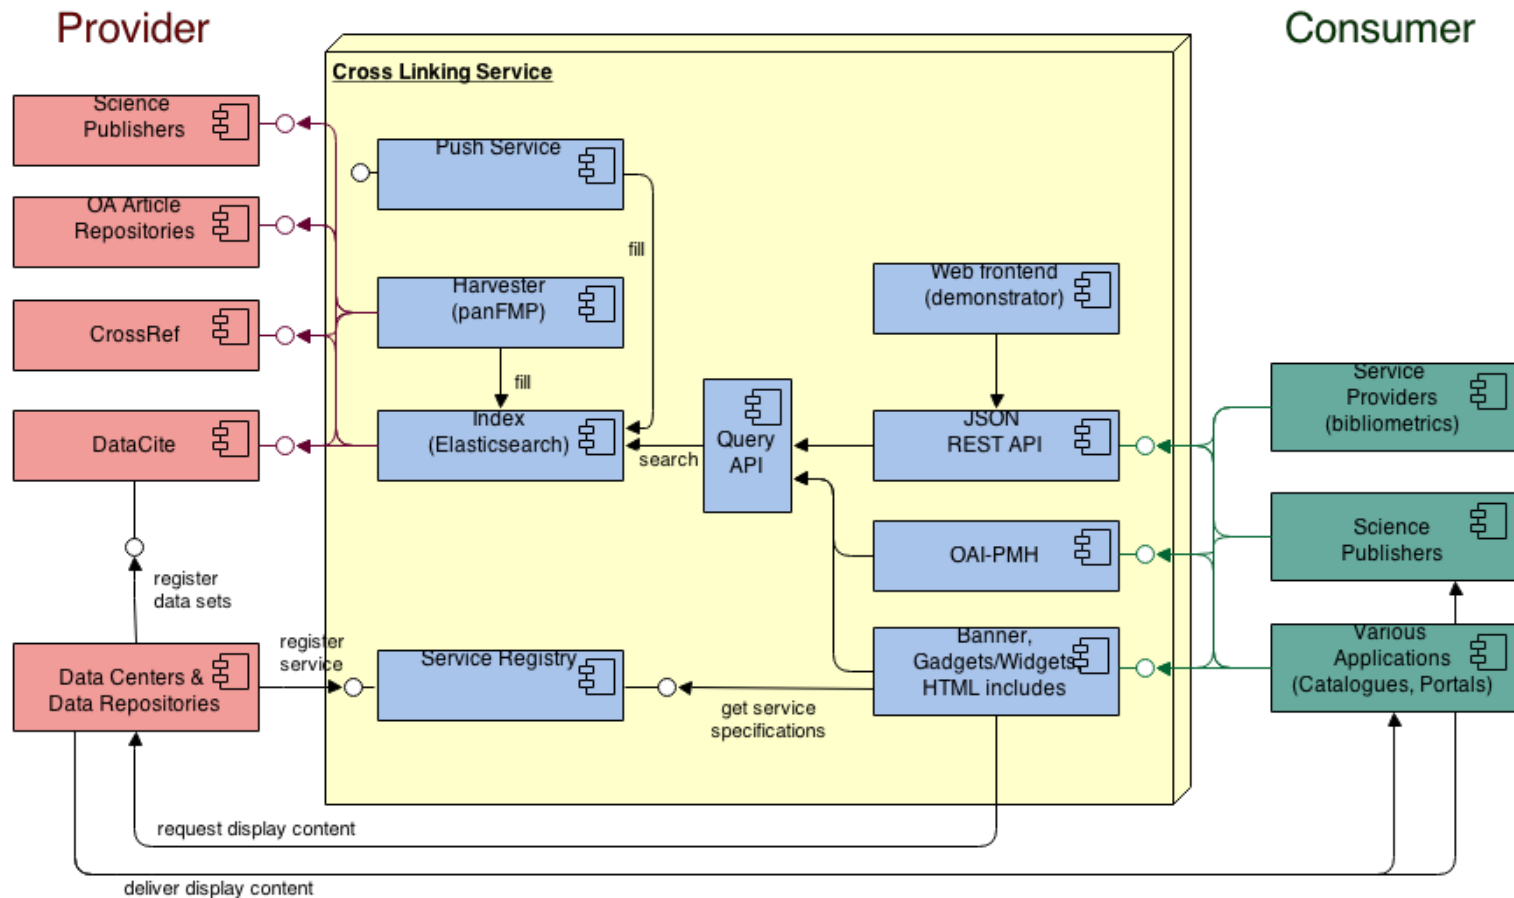 Provider
Consumer
Cross Linking Service
Science
Publishers
OA Article
Repositories
CrossRef
DataCite
register
data sets
Data Centers &
Data Repositories
register
service
Push Service
fill
Harvester
(panFMP)
fill
Index
(Elasticsearch)
search
Query
API
Web frontend
(demonstrator)
JSON
REST API
OAI-PMH
Banner,
Gadgets/Widgets,
HTML includes
Service Registry
get service
specifications
Service
Providers
(bibliometrics)
Science
Publishers
Various
Applications
(Catalogues, Portals)
request display content
deliver display content